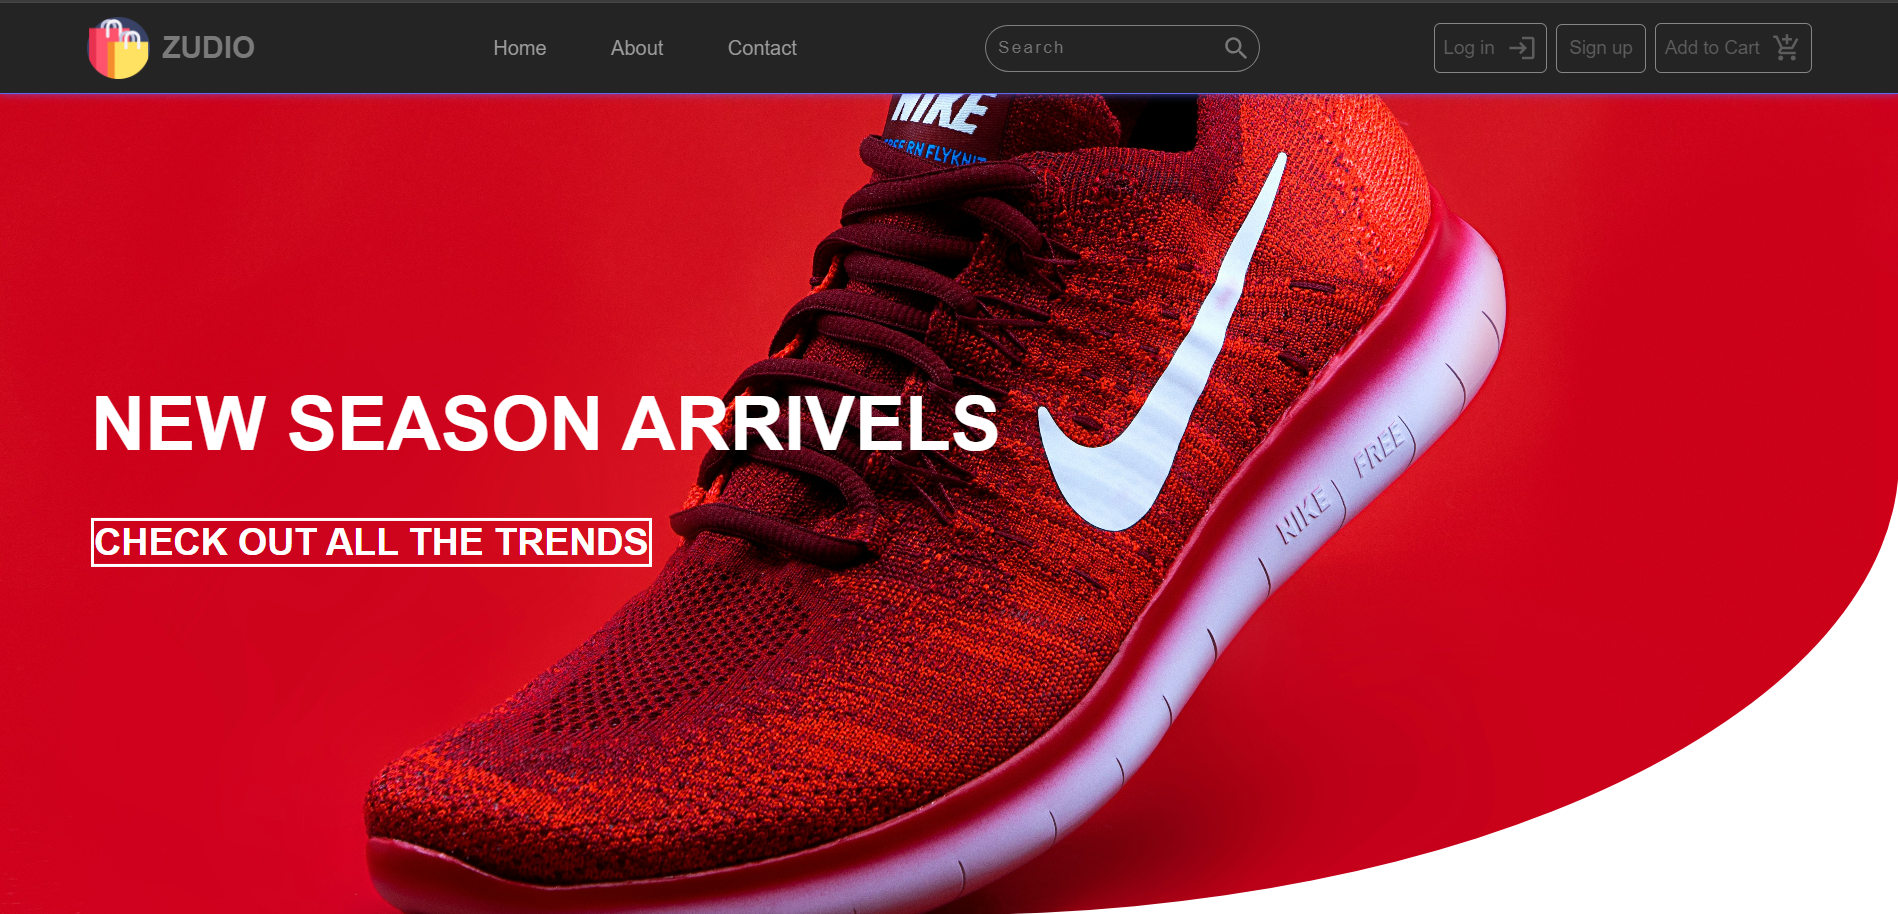 ZUDIO
Home
About
Contact
Search
Log in
Sign up
Add to Cart
NIKE
FREE RN FLYKNIT
NEW SEASON ARRIVELS
CHECK OUT ALL THE TRENDS
NIKE FREE